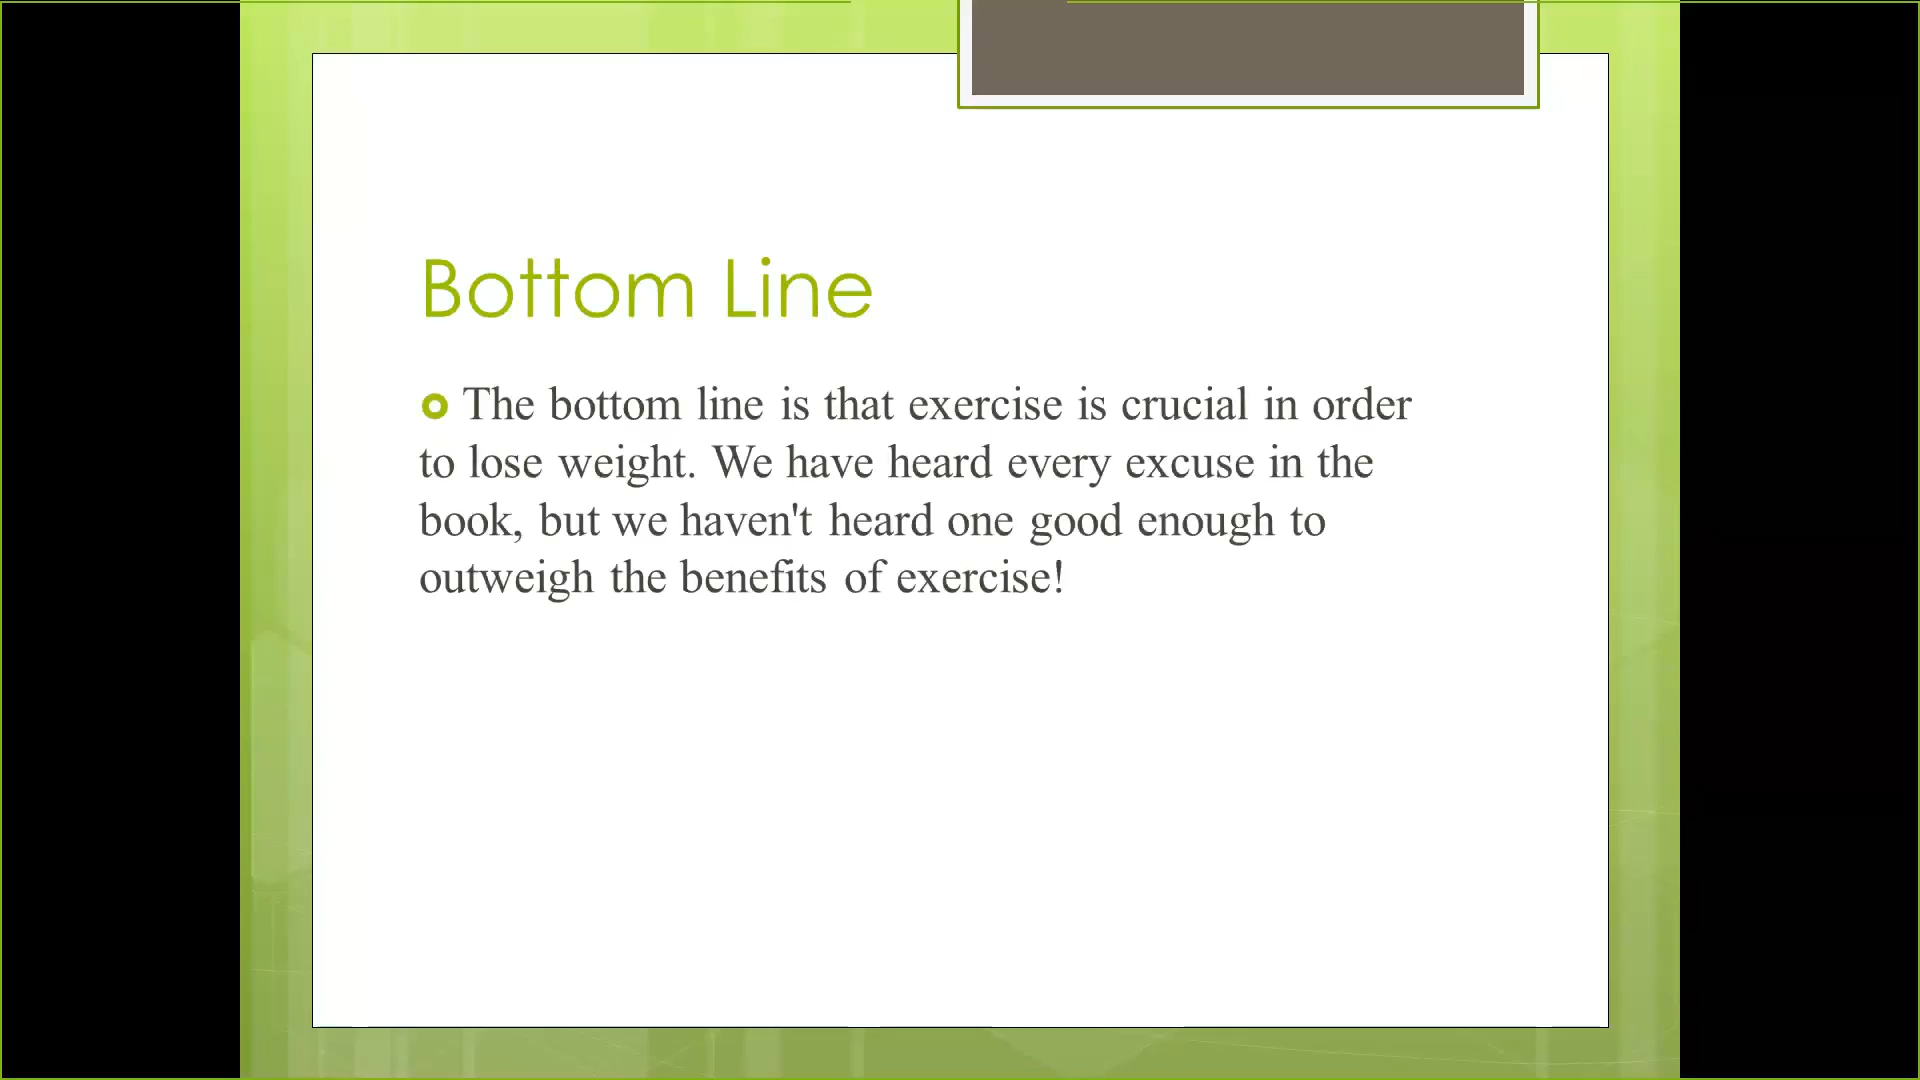 Bottom Line
The bottom line is that exercise is crucial in order
to lose weight. We have heard every excuse in the
book, but we haven't heard one good enough to
outweigh the benefits of exercise!